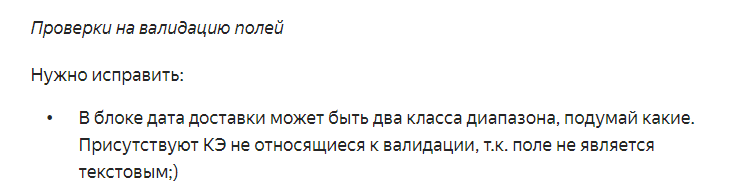 Проверки на валидацию полей
Нужно исправить:
• В блоке дата доставки может быть два класса диапазона, подумай какие.
Присутствуют КЭ не относящиеся к валидации, т.к. поле не является
текстовым;)